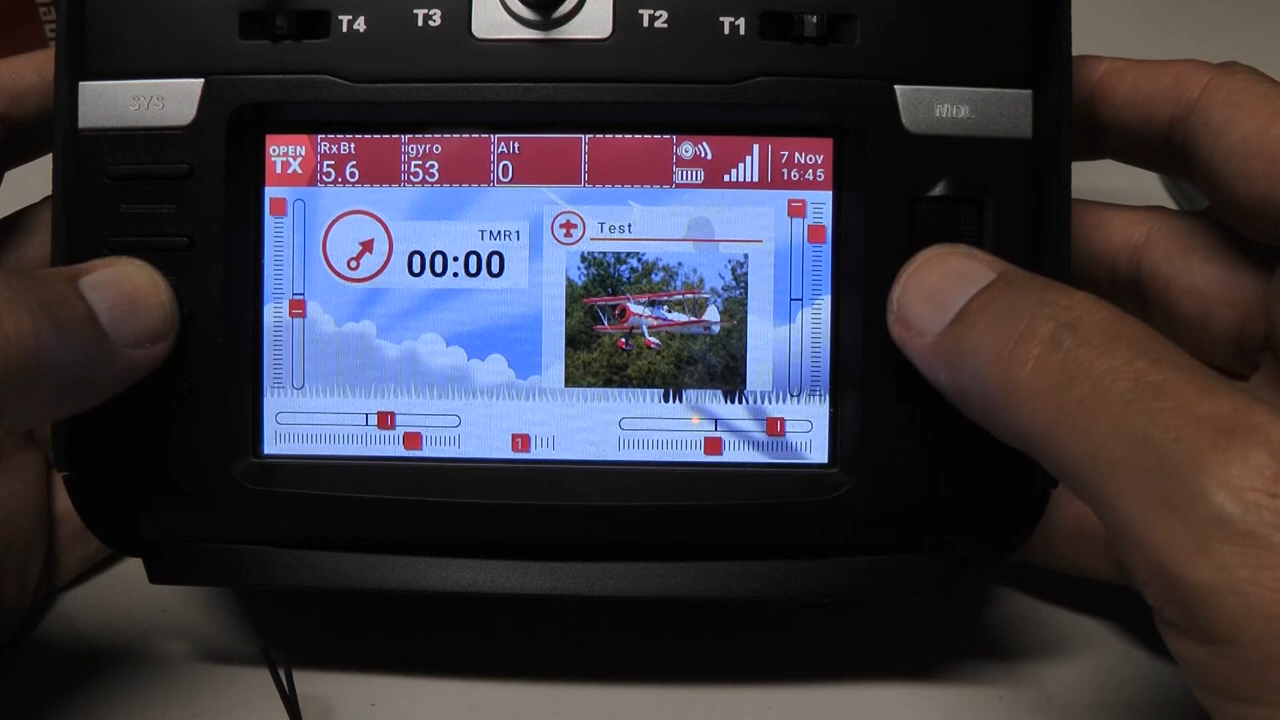 T4 T3 T2 T1
SYS
MDL
OPEN TX
RxBt
5.6
gyro
53
Alt
0
7 Nov
16:45
TMR1
00:00
Test
1